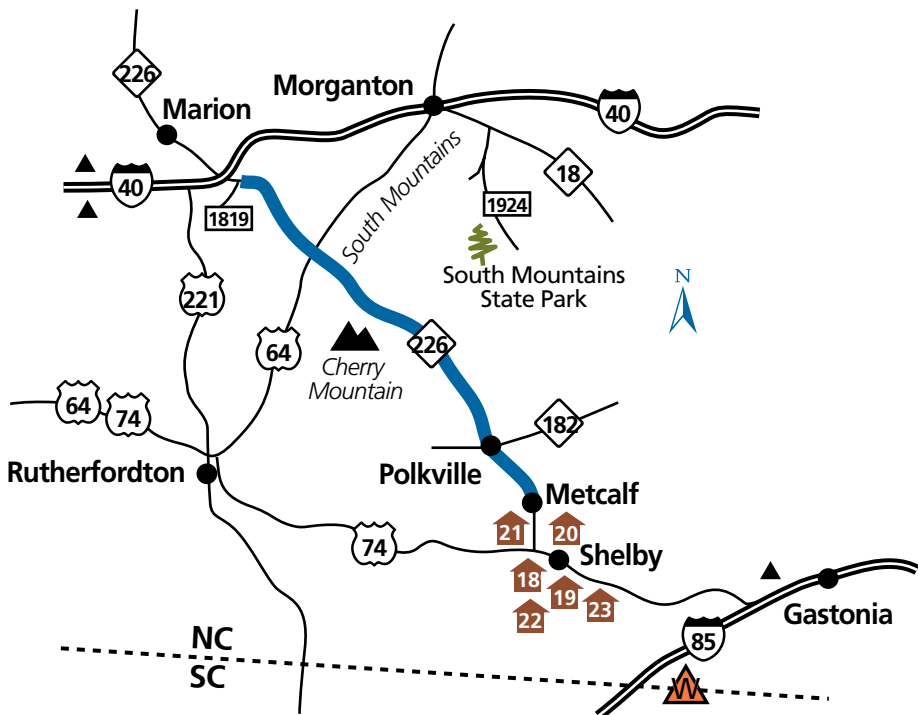 226
Marion
Morganton
40
40
18
1819
1924
South Mountains
South Mountains
State Park
N
221
64
226
Cherry
Mountain
64
74
182
Rutherfordton
Polkville
Metcalf
21
20
74
Shelby
18
19
23
22
Gastonia
85
NC
SC
W